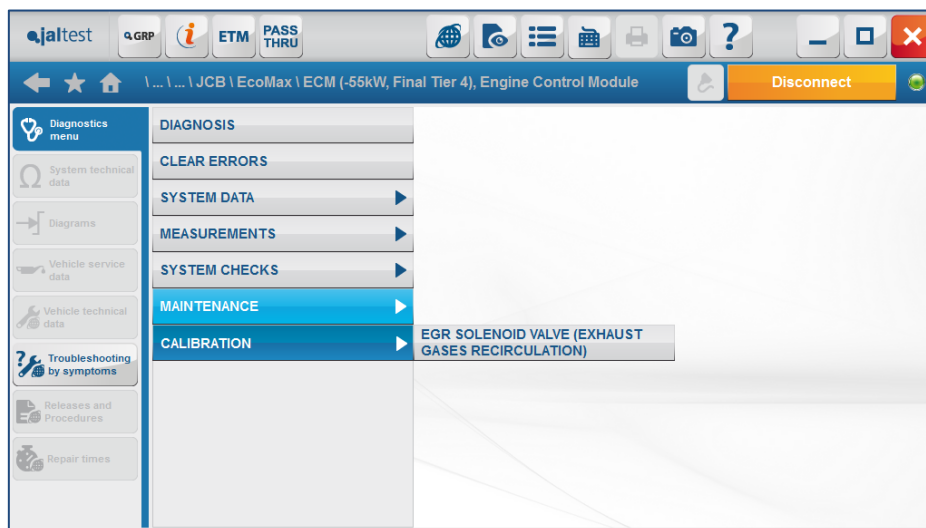 jaltest
GRP
i
ETM
PASS
THRU
?
\ ... \ ... \ JCB \ EcoMax \ ECM (-55kW, Final Tier 4), Engine Control Module
Disconnect
Diagnostics
menu
System technical
data
Diagrams
Vehicle service
data
Vehicle technical
data
Troubleshooting
by symptoms
Releases and
Procedures
Repair times
DIAGNOSIS
CLEAR ERRORS
SYSTEM DATA
MEASUREMENTS
SYSTEM CHECKS
MAINTENANCE
CALIBRATION
EGR SOLENOID VALVE (EXHAUST
GASES RECIRCULATION)